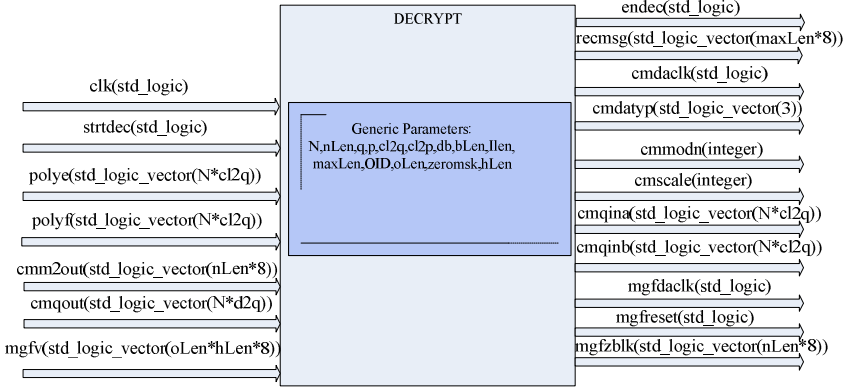 DECRYPT
clk(std_logic)
strtdec(std_logic)
polye(std_logic_vector(N*cl2q))
polyf(std_logic_vector(N*cl2q))
cmm2out(std_logic_vector(nLen*8))
cmqout(std_logic_vector(N*d2q))
mgfv(std_logic_vector(oLen*hLen*8))
Generic Parameters:
N,nLen,q,p,cl2q,cl2p,db,bLen,Ilen,
maxLen,OID,oLen,zeromsk,hLen
endec(std_logic)
recmsg(std_logic_vector(maxLen*8))
cmdaclk(std_logic)
cmdatyp(std_logic_vector(3))
cmmodn(integer)
cmscale(integer)
cmqina(std_logic_vector(N*cl2q))
cmqinb(std_logic_vector(N*cl2q))
mgfdaclk(std_logic)
mgfreset(std_logic)
mgfzblk(std_logic_vector(nLen*8))